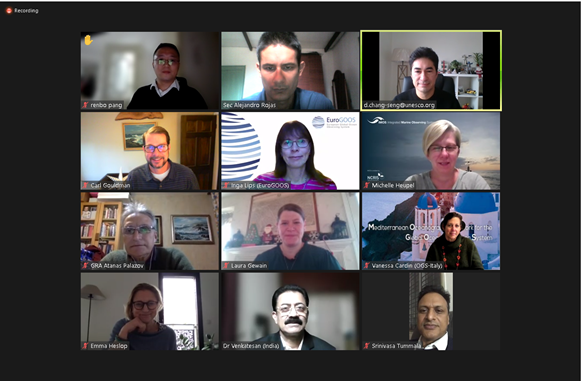 Recording
renbo pang
Sec Alejandro Rojas
d.chang-seng@unesco.org
EuroGOOS
Carl Gouldman
Inga Lips (EuroGOOS)
Michelle Heupel
GRA Atanas Palazov
Laura Gewain
Vanessa Cardin (OGS-Italy)
Emma Heslop
Dr Venkatesan (India)
Srinivasa Tummala